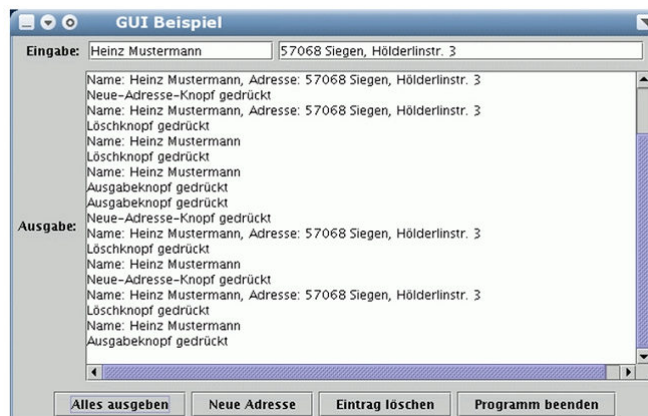 GUI Beispiel
Eingabe: Heinz Mustermann 57068 Siegen, Hölderlinstr. 3
Name: Heinz Mustermann, Adresse: 57068 Siegen, Hölderlinstr. 3
Neue-Adresse-Knopf gedrückt
Name: Heinz Mustermann, Adresse: 57068 Siegen, Hölderlinstr. 3
Löschknopf gedrückt
Name: Heinz Mustermann
Löschknopf gedrückt
Name: Heinz Mustermann
Ausgabeknopf gedrückt
Ausgabeknopf gedrückt
Neue-Adresse-Knopf gedrückt
Ausgabe:
Name: Heinz Mustermann, Adresse: 57068 Siegen, Hölderlinstr. 3
Löschknopf gedrückt
Name: Heinz Mustermann
Neue-Adresse-Knopf gedrückt
Name: Heinz Mustermann, Adresse: 57068 Siegen, Hölderlinstr. 3
Löschknopf gedrückt
Name: Heinz Mustermann
Ausgabeknopf gedrückt
Alles ausgeben Neue Adresse Eintrag löschen Programm beenden